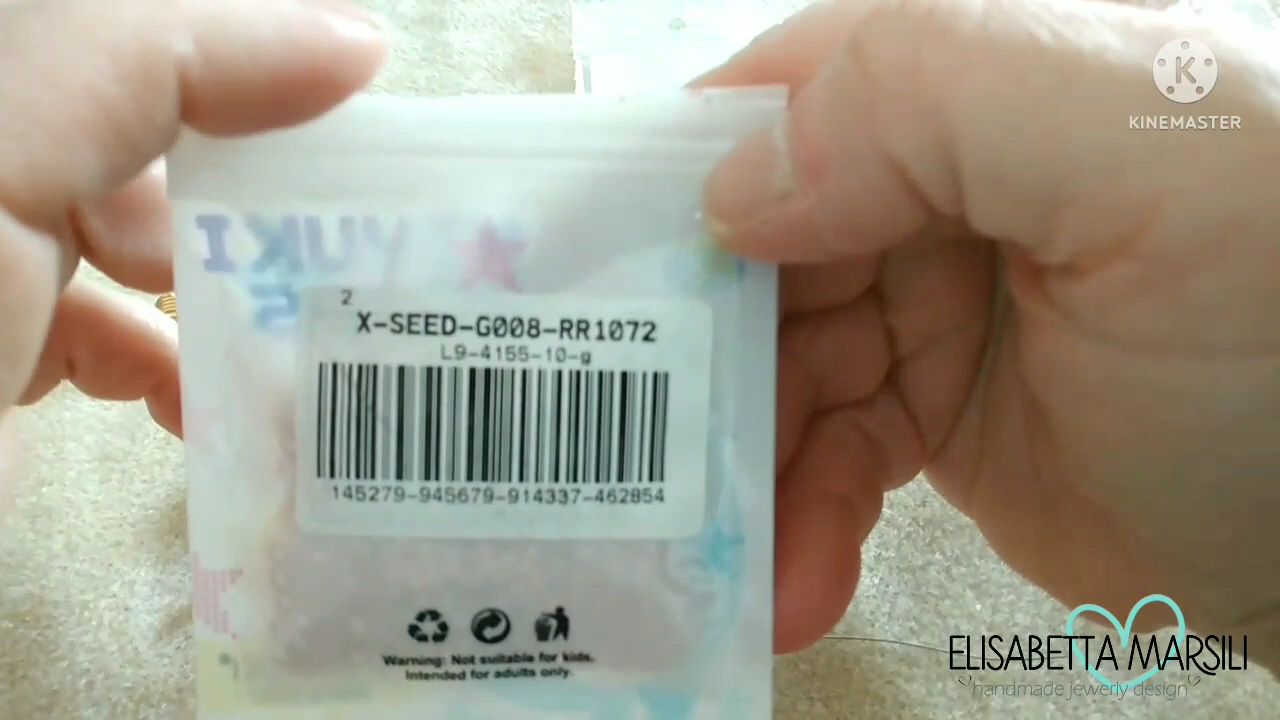 KINEMASTER
2
X-SEED-G008-RR1072
L9-4155-10-g
145279-945679-914337-462854
Warning: Not suitable for kids.
Intended for adults only.
ELISABETTA MARSILI
handmade jewerly design